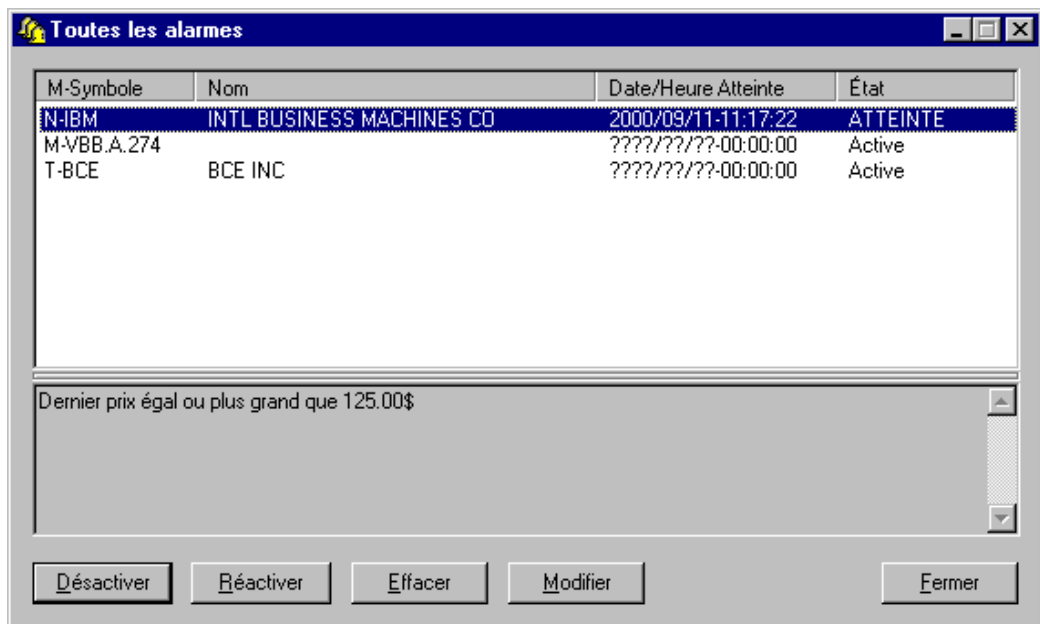 Toutes les alarmes
M-Symbole Nom Date/Heure Atteinte État
N-IBM INTL BUSINESS MACHINES CO 2000/09/11-11:17:22 ATTEINTE
M-VBB.A.274 ????/??/??-00:00:00 Active
T-BCE BCE INC ????/??/??-00:00:00 Active
Dernier prix égal ou plus grand que 125.00$
Désactiver Réactiver Effacer Modifier Fermer